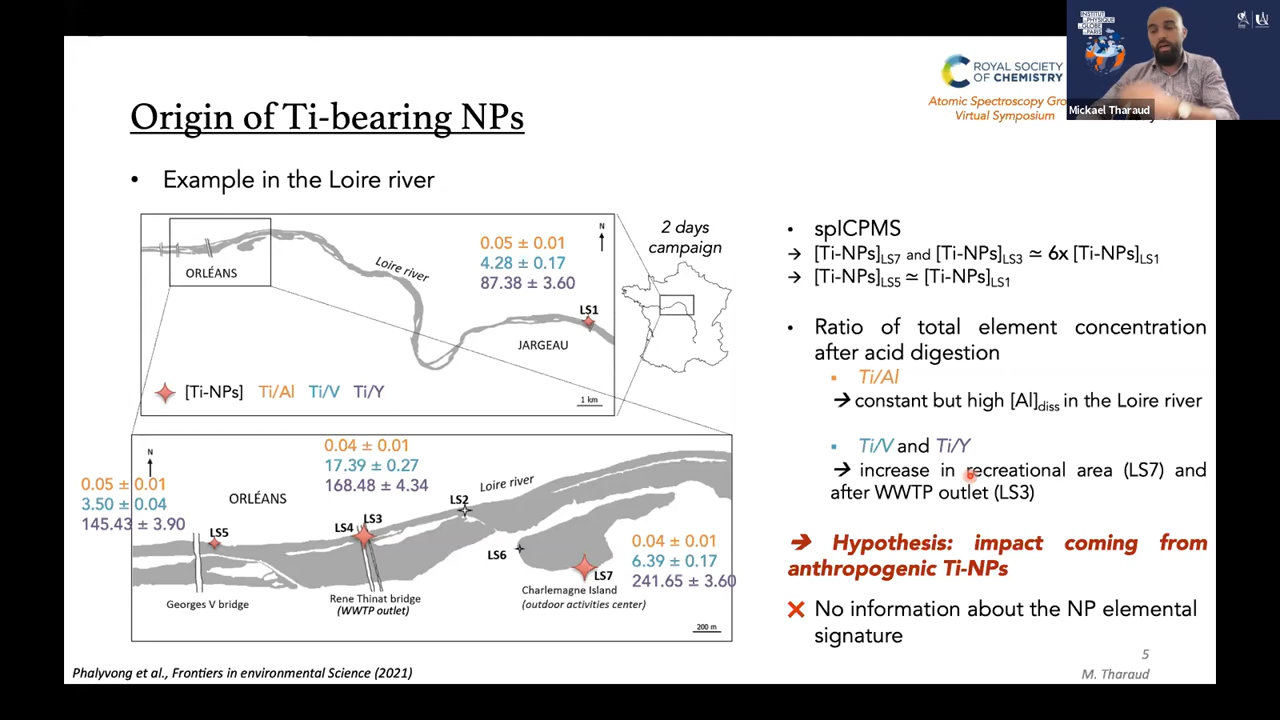 INSTITUT
PHYSIQUE
GLOBE
PARIS
ROYAL SOCIETY
OF CHEMISTRY
Atomic Spectroscopy Gro
Virtual Symposium
Mickael Tharaud
Origin of Ti-bearing NPs
• Example in the Loire river
N
0.05 ± 0.01
4.28 ± 0.17
87.38 ± 3.60
2 days
campaign
ORLÉANS
Loire river
LS1
JARGEAU
[Ti-NPs] Ti/Al Ti/V Ti/Y
1 km
N
0.04 ± 0.01
17.39 ± 0.27
168.48 ± 4.34
0.05 ± 0.01
3.50 ± 0.04
145.43 ± 3.90
ORLÉANS
Loire river
LS2
LS3
LS4
LS5
LS6
0.04 ± 0.01
6.39 ± 0.17
241.65 ± 3.60
LS7
Georges V bridge
Rene Thinat bridge
(WWTP outlet)
Charlemagne Island
(outdoor activities center)
200 m
• spICPMS
→ [Ti-NPs]LS7 and [Ti-NPs]LS3 ≃ 6x [Ti-NPs]LS1
→ [Ti-NPs]LS5 ≃ [Ti-NPs]LS1
• Ratio of total element concentration
after acid digestion
▪ Ti/Al
➔ constant but high [Al]diss in the Loire river
▪ Ti/V and Ti/Y
➔ increase in recreational area (LS7) and
after WWTP outlet (LS3)
➔ Hypothesis: impact coming from
anthropogenic Ti-NPs
❌ No information about the NP elemental
signature
5
Phalyvong et al., Frontiers in environmental Science (2021)
M. Tharaud